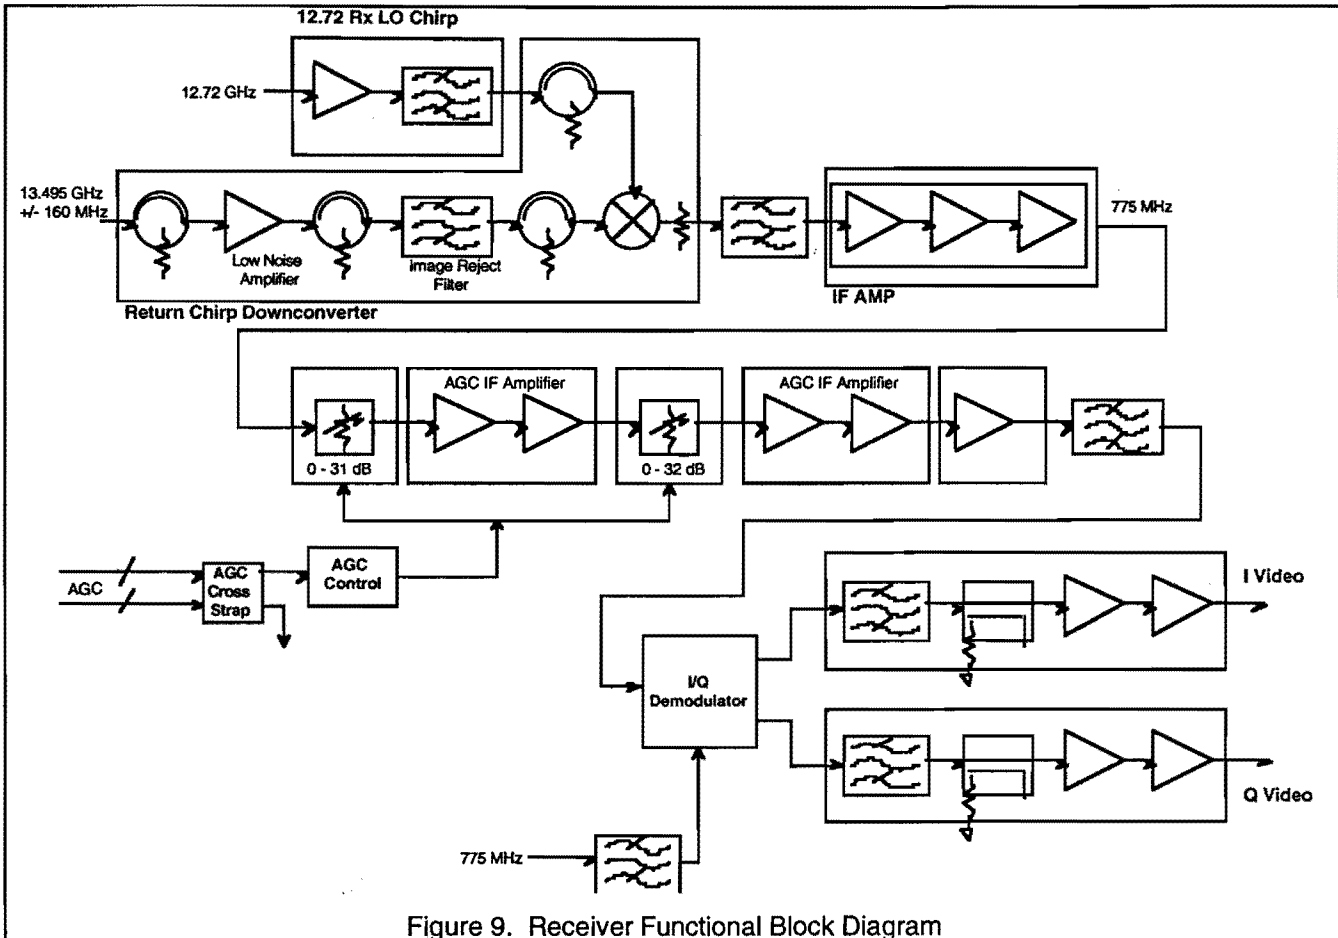 12.72 Rx LO Chirp
12.72 GHz
13.495 GHz
+/- 160 MHz
Low Noise
Amplifier
Image Reject
Filter
Return Chirp Downconverter
775 MHz
IF AMP
AGC IF Amplifier
AGC IF Amplifier
0 - 31 dB
0 - 32 dB
AGC
AGC
Cross
Strap
AGC
Control
I/Q
Demodulator
I Video
Q Video
775 MHz
Figure 9. Receiver Functional Block Diagram